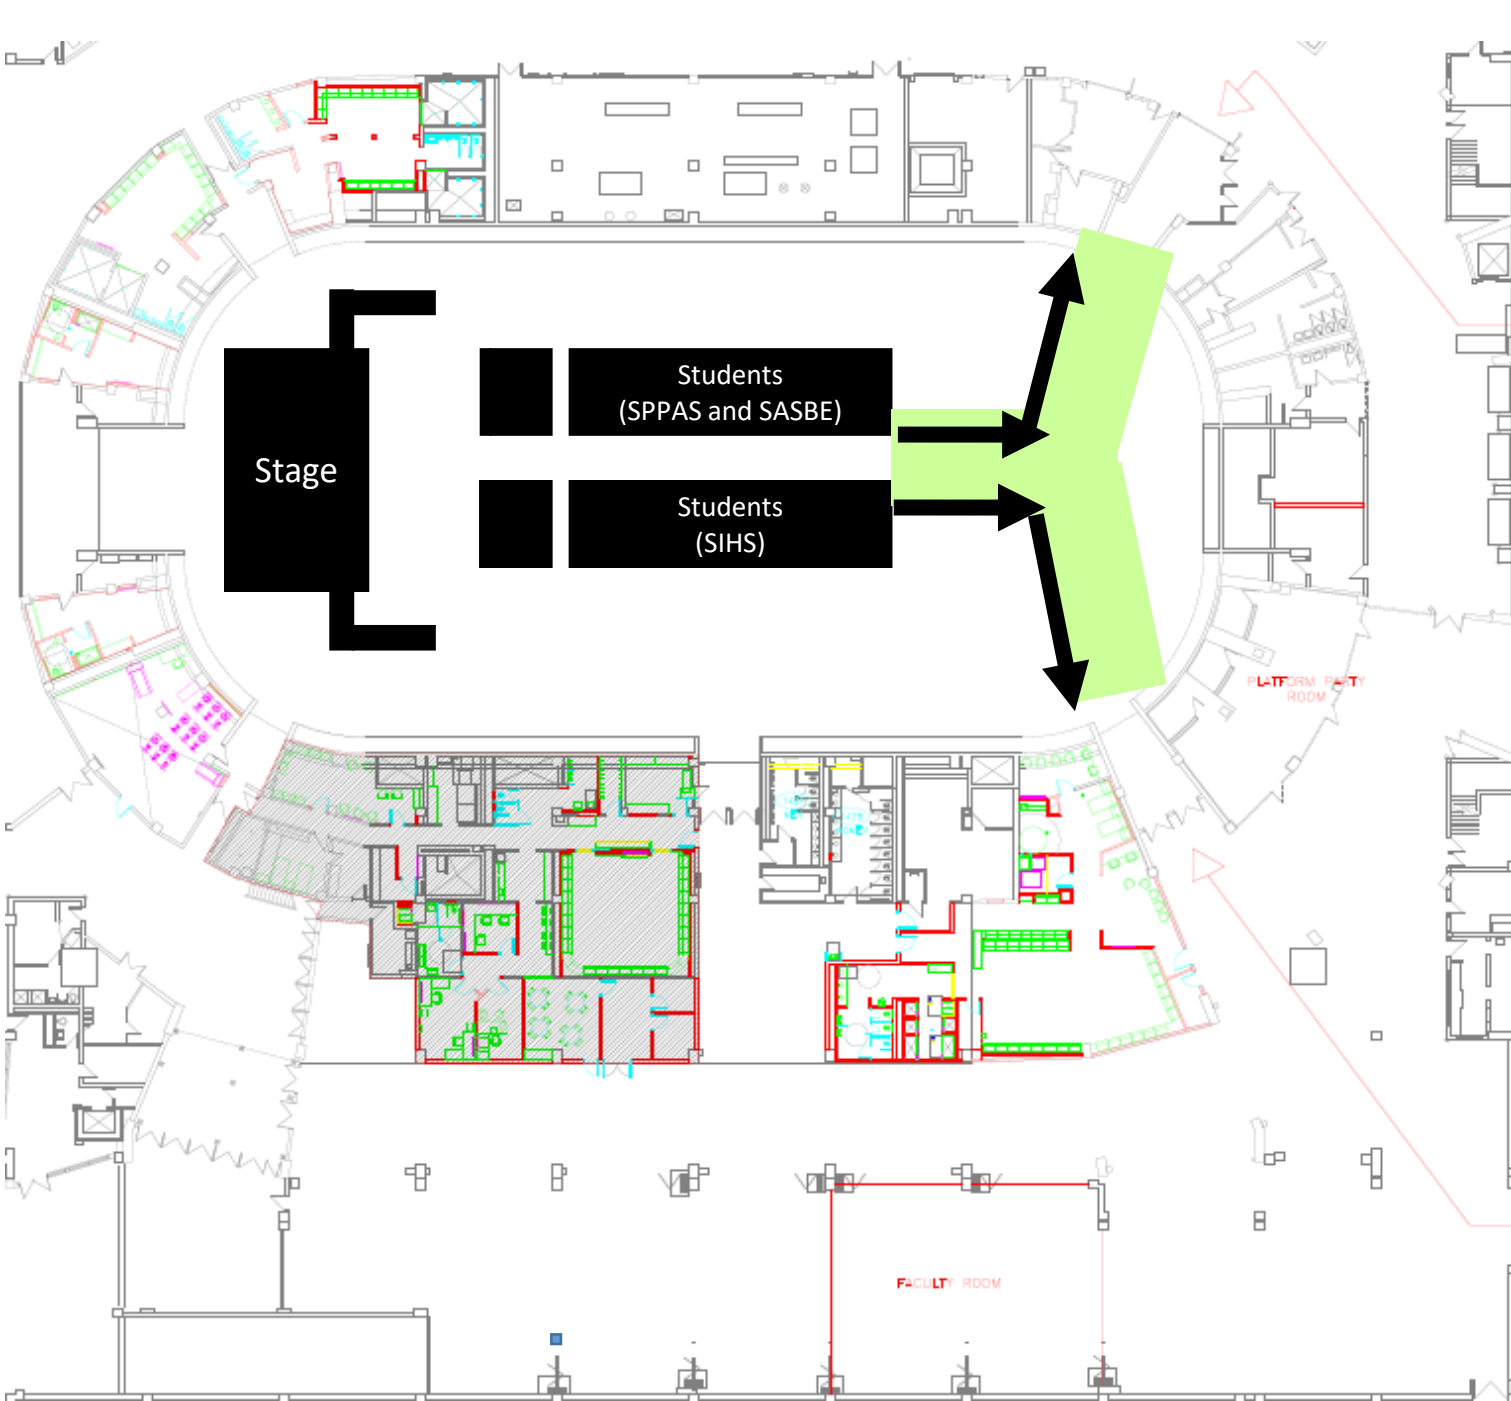 Students
(SPPAS and SASBE)
Stage
Students
(SIHS)
PLATFORM PARTY
ROOM
FACULTY ROOM